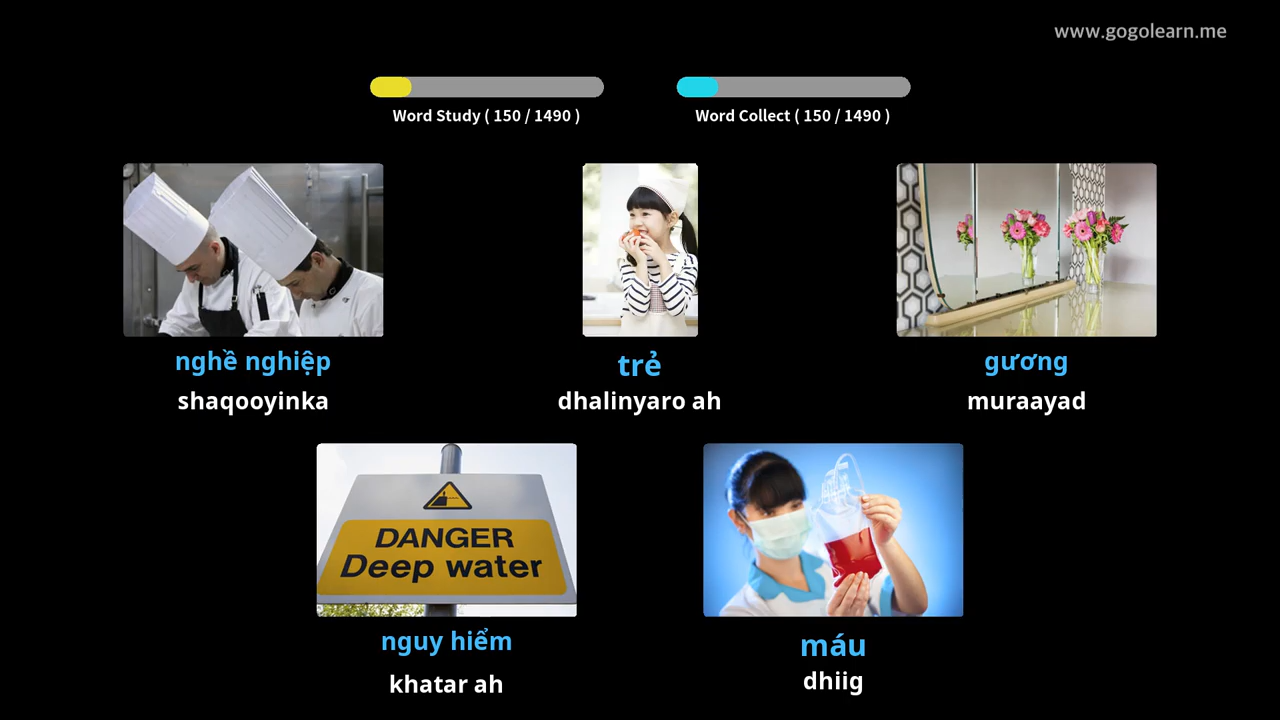 www.gogolearn.me
Word Study ( 150 / 1490 )
Word Collect ( 150 / 1490 )
nghề nghiệp
shaqooyinka
trẻ
dhalinyaro ah
gương
muraayad
DANGER
Deep water
nguy hiểm
khatar ah
máu
dhiig